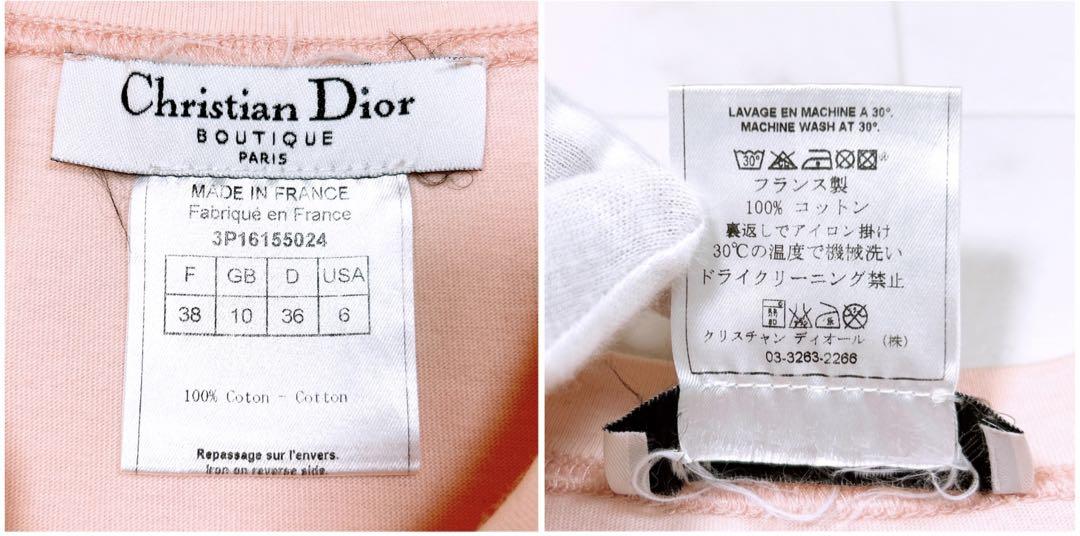 Christian Dior
BOUTIQUE
PARIS
MADE IN FRANCE
Fabriqué en France
3P16155024
F GB D USA
38 10 36 6
100% Coton - Cotton
Repassage sur l'envers.
Iron on reverse side.
LAVAGE EN MACHINE A 30°.
MACHINE WASH AT 30°.
30°
フランス製
100% コットン
裏返しでアイロン掛け
30℃の温度で機械洗い
ドライクリーニング禁止
クリスチャン ディオール (株)
03-3263-2266